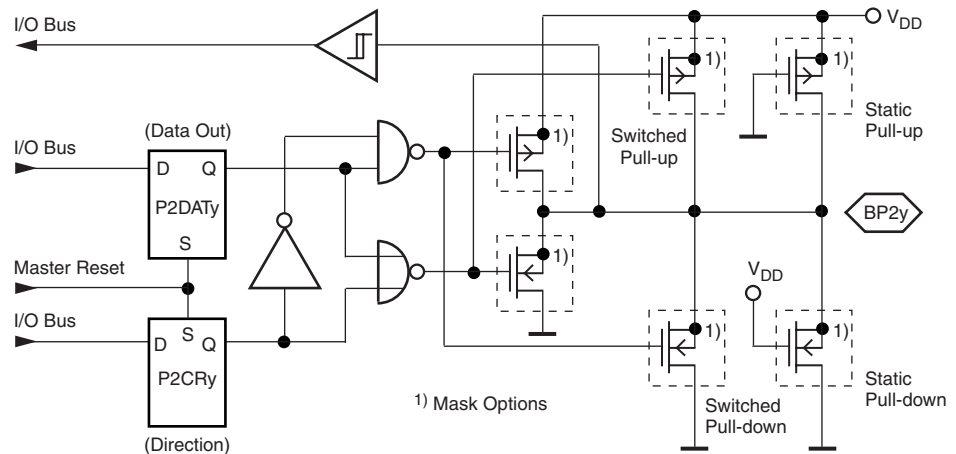 I/O Bus
V_DD
1)
1)
Static
Pull-up
Switched
Pull-up
I/O Bus
(Data Out)
D
Q
P2DATy
S
1)
BP2y
Master Reset
1)
V_DD
I/O Bus
D
S
Q
P2CRy
1)
1)
Static
Pull-down
Switched
Pull-down
1) Mask Options
(Direction)